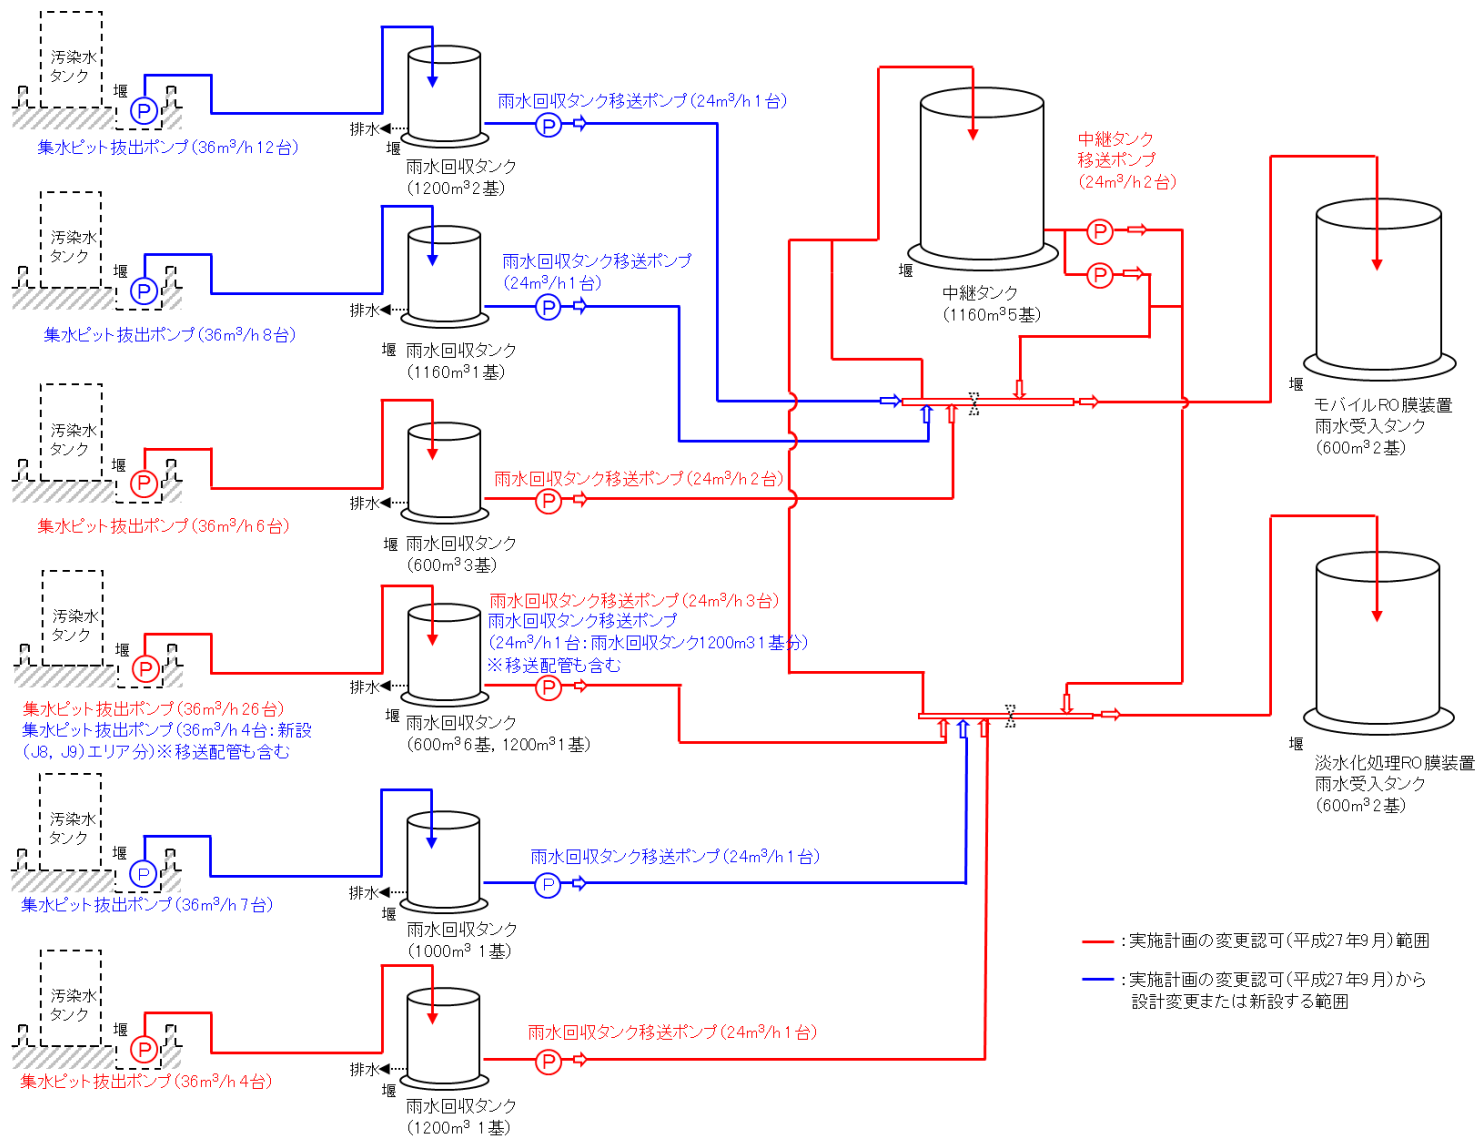 汚染水
タンク
堰
P
集水ピット抜出ポンプ(36m³/h 12台)
排水
堰
雨水回収タンク
(1200m³ 2基)
雨水回収タンク移送ポンプ(24m³/h 1台)
P
汚染水
タンク
堰
P
集水ピット抜出ポンプ(36m³/h 8台)
排水
堰
雨水回収タンク
(1160m³ 1基)
雨水回収タンク移送ポンプ
(24m³/h 1台)
P
汚染水
タンク
堰
P
集水ピット抜出ポンプ(36m³/h 6台)
排水
堰
雨水回収タンク
(600m³ 3基)
雨水回収タンク移送ポンプ(24m³/h 2台)
P
汚染水
タンク
堰
P
集水ピット抜出ポンプ(36m³/h 26台)
集水ピット抜出ポンプ(36m³/h 4台：新設
(J8, J9)エリア分)※移送配管も含む
排水
堰
雨水回収タンク
(600m³ 6基, 1200m³ 1基)
雨水回収タンク移送ポンプ(24m³/h 3台)
雨水回収タンク移送ポンプ
(24m³/h 1台：雨水回収タンク1200m3 1基分)
※移送配管も含む
P
汚染水
タンク
堰
P
集水ピット抜出ポンプ(36m³/h 7台)
排水
堰
雨水回収タンク
(1000m³ 1基)
雨水回収タンク移送ポンプ(24m³/h 1台)
P
汚染水
タンク
堰
P
集水ピット抜出ポンプ(36m³/h 4台)
排水
堰
雨水回収タンク
(1200m³ 1基)
雨水回収タンク移送ポンプ(24m³/h 1台)
P
堰
中継タンク
(1160m³ 5基)
中継タンク
移送ポンプ
(24m³/h 2台)
P
P
堰
モバイルRO膜装置
雨水受入タンク
(600m³ 2基)
堰
淡水化処理RO膜装置
雨水受入タンク
(600m³ 2基)
：実施計画の変更認可(平成27年9月)範囲
：実施計画の変更認可(平成27年9月)から
設計変更または新設する範囲